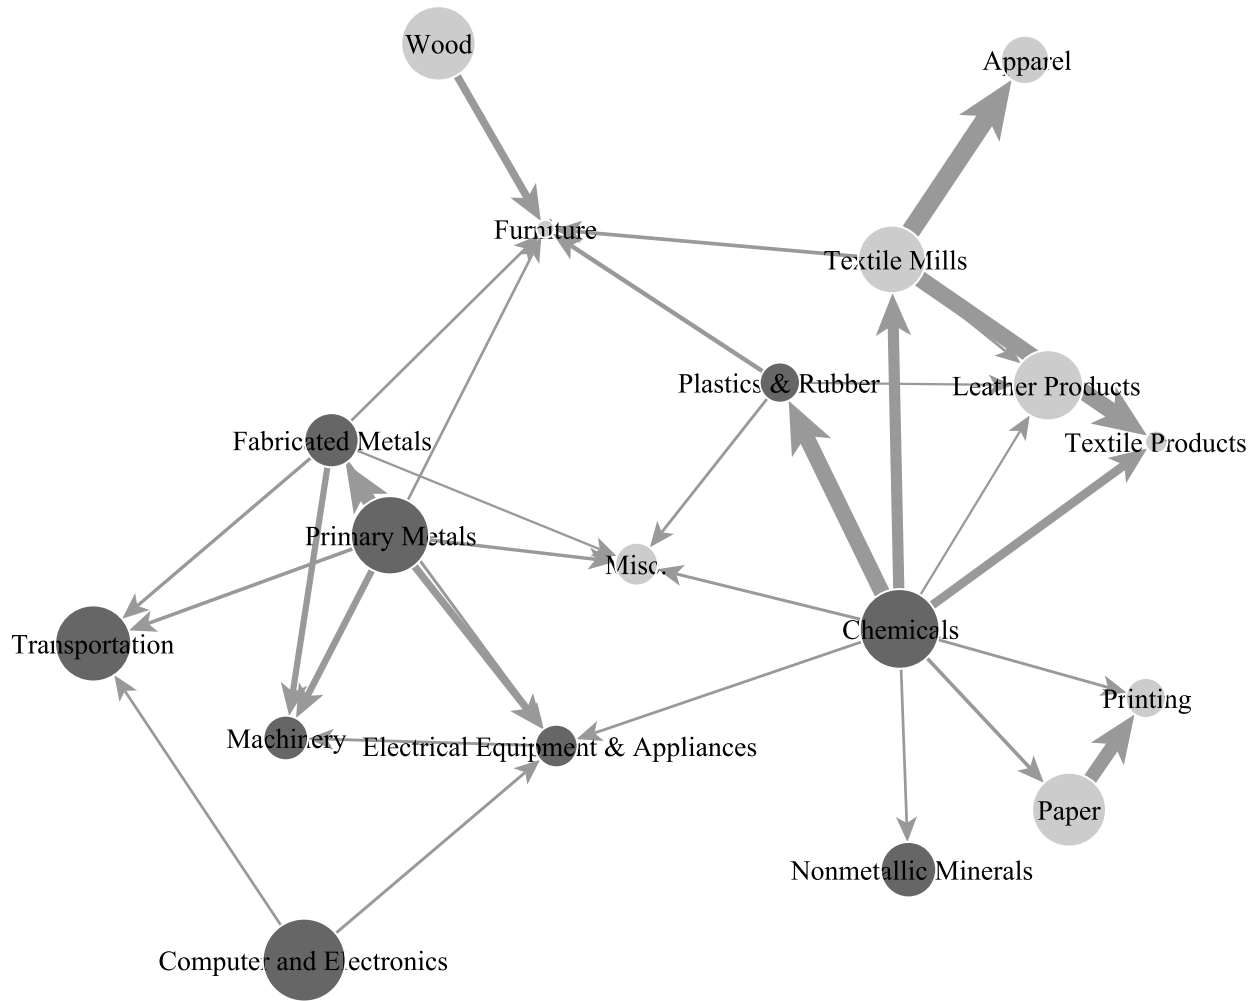 Wood
Apparel
Furniture
Textile Mills
Plastics & Rubber
Leather Products
Fabricated Metals
Textile Products
Primary Metals
Misc.
Chemicals
Transportation
Printing
Machinery
Electrical Equipment & Appliances
Paper
Nonmetallic Minerals
Computer and Electronics